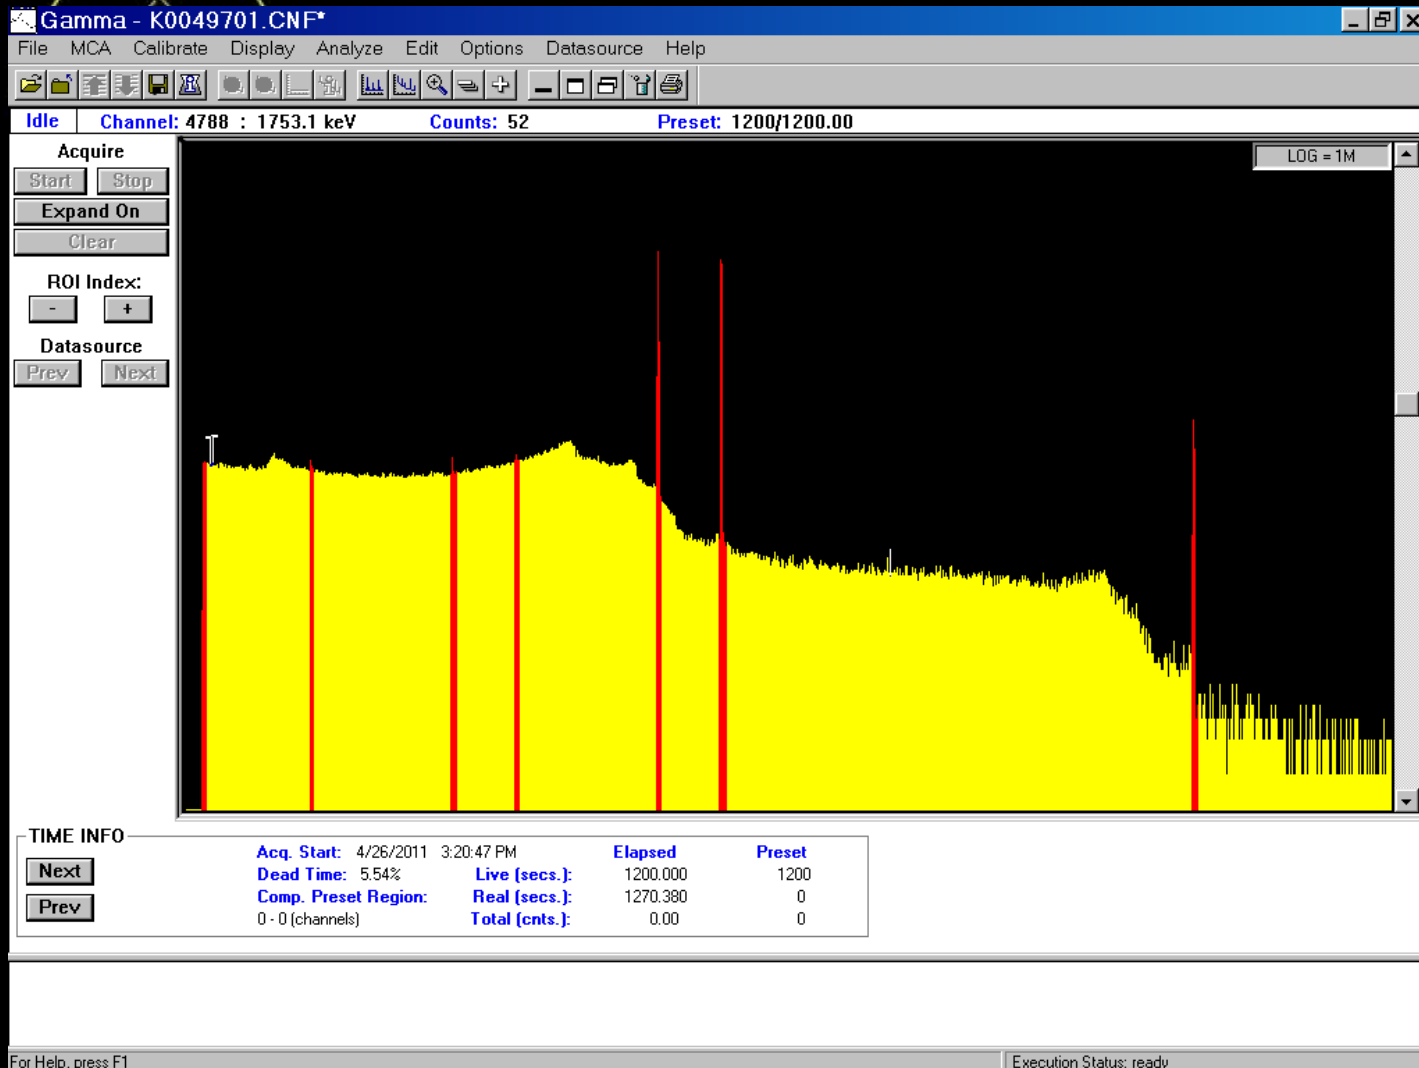 Gamma - K0049701.CNF*
File MCA Calibrate Display Analyze Edit Options Datasource Help
Idle Channel: 4788 : 1753.1 keV Counts: 52 Preset: 1200/1200.00
Acquire
LOG = 1M
Start Stop
Expand On
Clear
ROI Index:
- +
Datasource
Prev Next
TIME INFO
Next
Prev
Acq. Start: 4/26/2011 3:20:47 PM Elapsed Preset
Dead Time: 5.54% Live (secs.): 1200.000 1200
Comp. Preset Region: Real (secs.): 1270.380 0
0 - 0 (channels) Total (cnts.): 0.00 0
For Help, press F1 Execution Status: ready